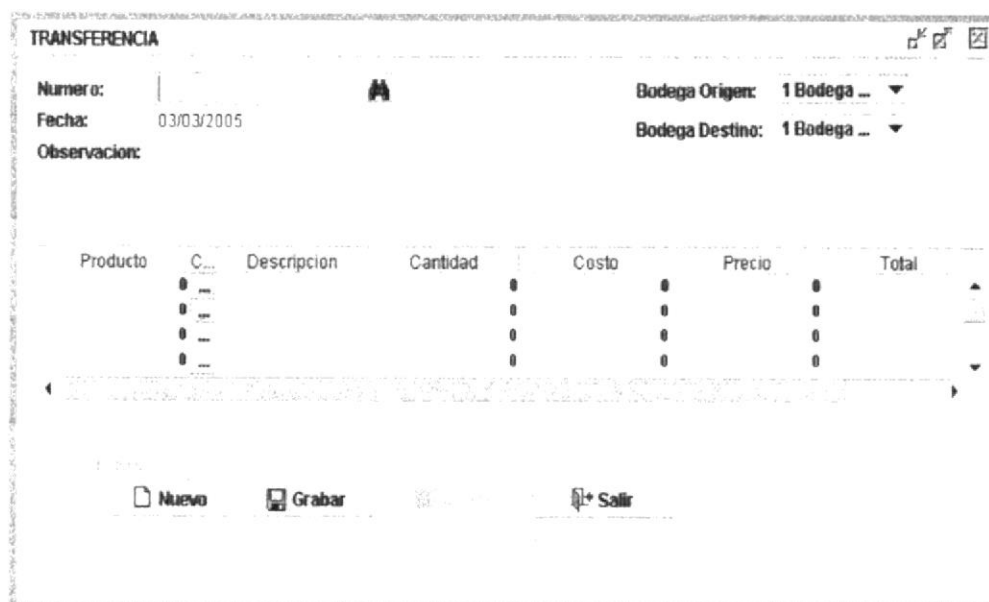 TRANSFERENCIA
Numero:
Bodega Origen: 1 Bodega ...
Fecha: 03/03/2005
Bodega Destino: 1 Bodega ...
Observacion:
Producto C... Descripcion Cantidad Costo Precio Total
0 ... 0 0 0
0 ... 0 0 0
0 ... 0 0 0
0 ... 0 0 0
Nuevo Grabar Salir